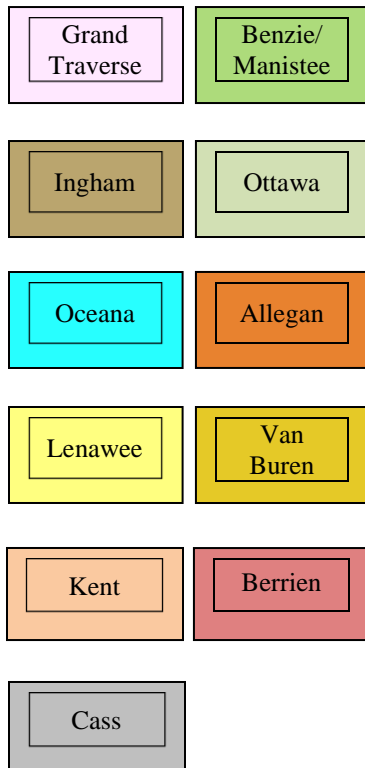 Grand
Traverse
Benzie/
Manistee
Ingham
Ottawa
Oceana
Allegan
Lenawee
Van
Buren
Kent
Berrien
Cass